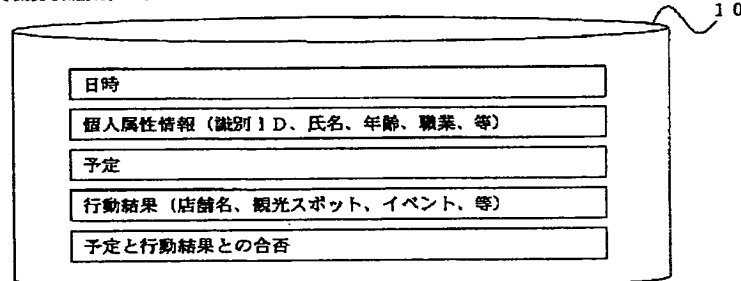 10
日時
個人属性情報（識別ID、氏名、年齢、職業、等）
予定
行動結果（店舗名、観光スポット、イベント、等）
予定と行動結果との合否